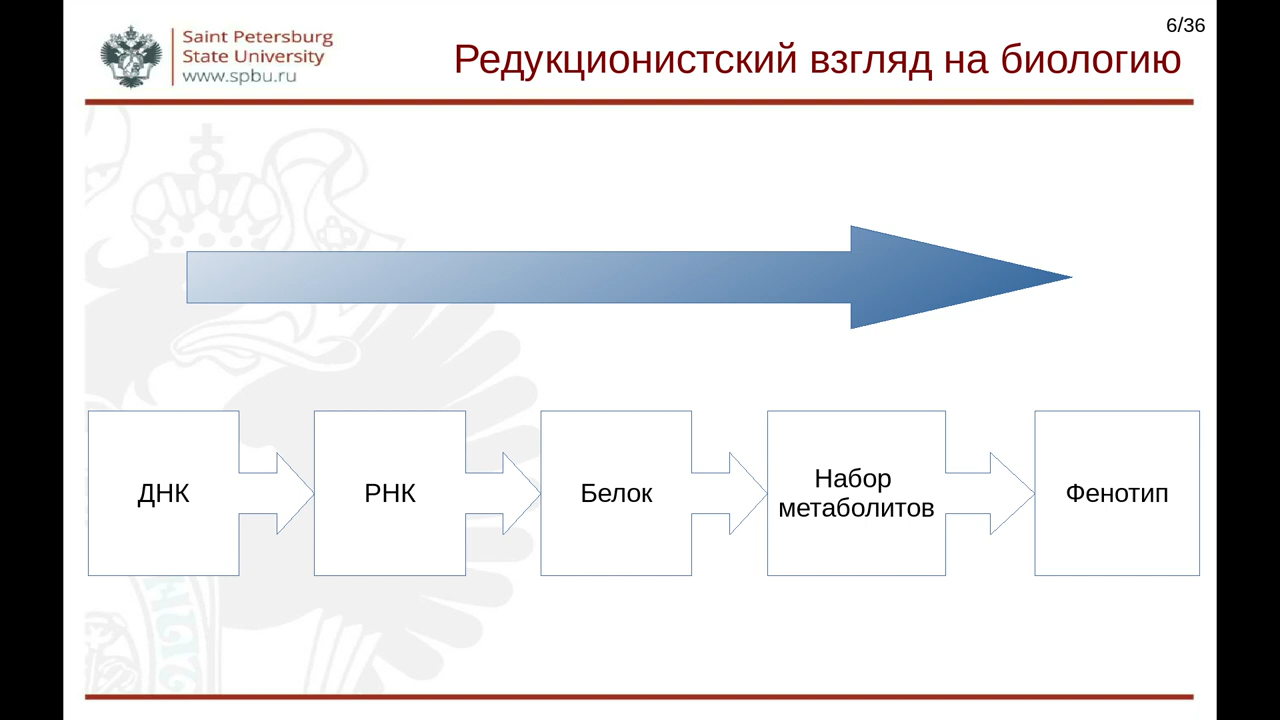 Saint Petersburg
State University
www.spbu.ru
6/36
Редукционистский взгляд на биологию
ДНК
РНК
Белок
Набор
метаболитов
Фенотип